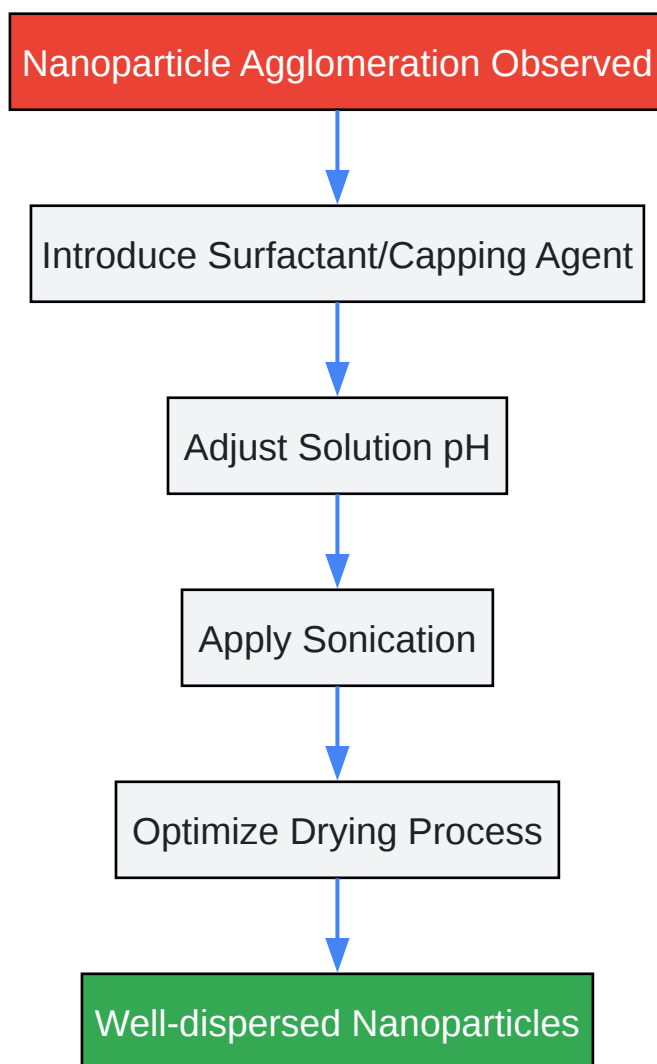 Nanoparticle Agglomeration Observed
Introduce Surfactant/Capping Agent
Adjust Solution pH
Apply Sonication
Optimize Drying Process
Well-dispersed Nanoparticles